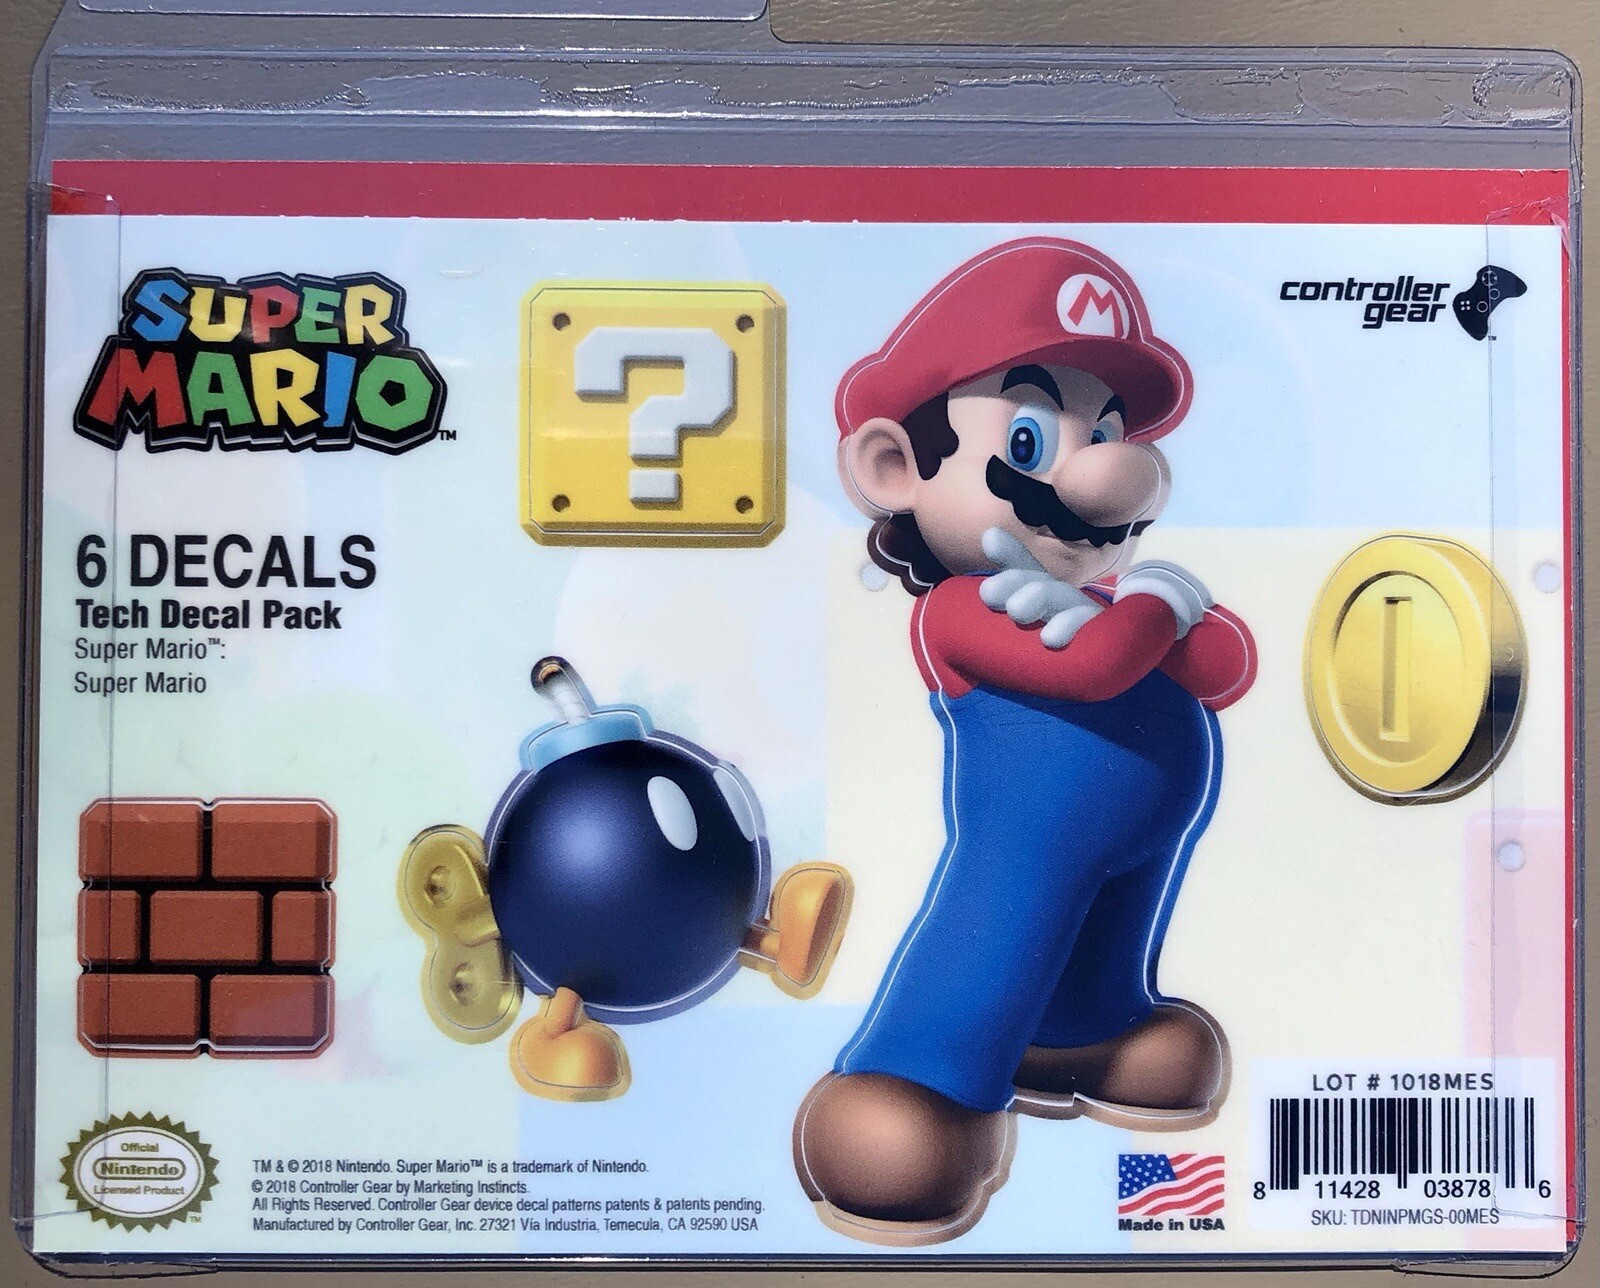 SUPER
MARIO™
?
M
controller
gear™
6 DECALS
Tech Decal Pack
Super Mario™:
Super Mario
Official
Nintendo
Licensed Product
™
TM & © 2018 Nintendo. Super Mario™ is a trademark of Nintendo.
© 2018 Controller Gear by Marketing Instincts.
All Rights Reserved. Controller Gear device decal patterns patents & patents pending.
Manufactured by Controller Gear, Inc. 27321 Via Industria, Temecula, CA 92590 USA
Made in USA
LOT # 1018MES
8 11428 03878 6
SKU: TDNINPMGS-00MES